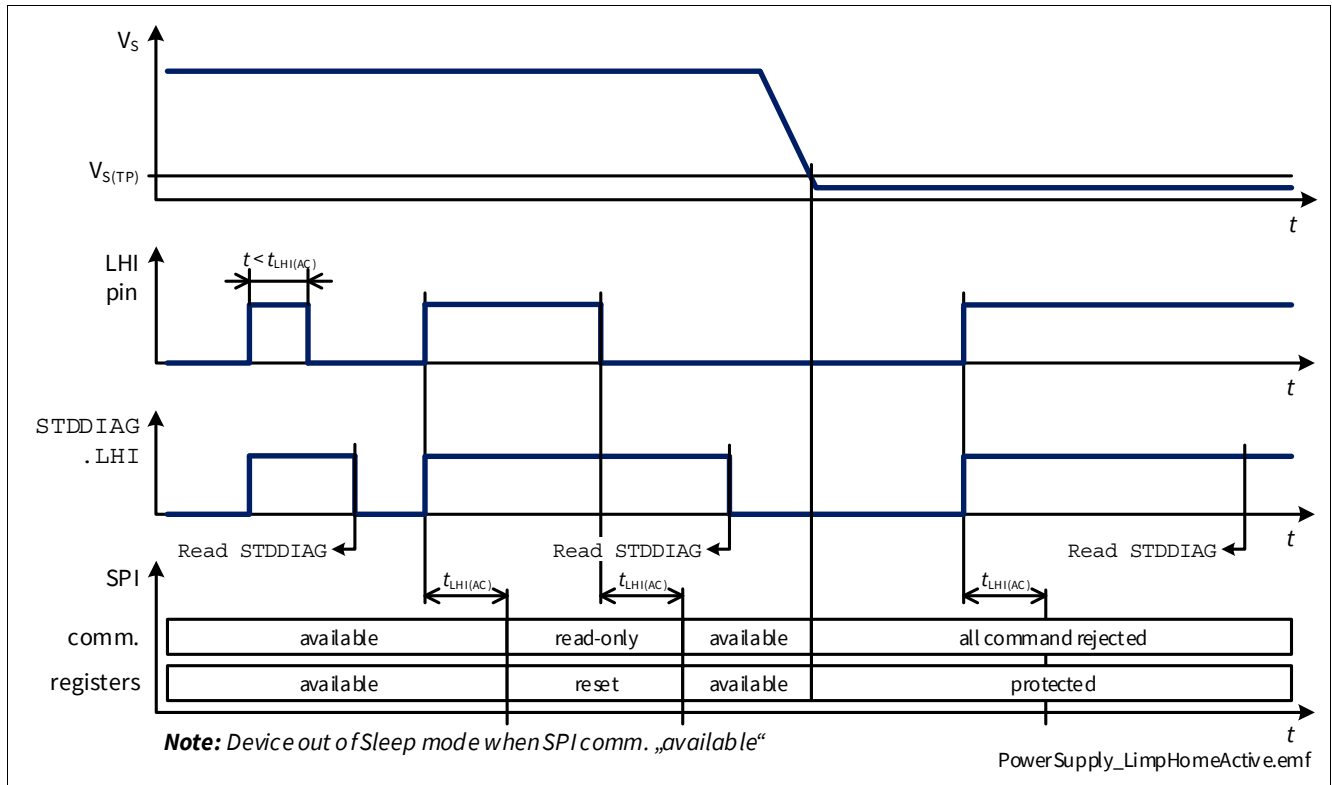 VS
VS(TP)
t
LHI
pin
t < tLHI(AC)
t
STDDIAG
.LHI
Read STDDIAG
Read STDDIAG
Read STDDIAG
t
SPI
tLHI(AC)
tLHI(AC)
tLHI(AC)
comm.
available
read-only
available
all command rejected
registers
available
reset
available
protected
t
Note: Device out of Sleep mode when SPI comm. „available“
PowerSupply_LimpHomeActive.emf